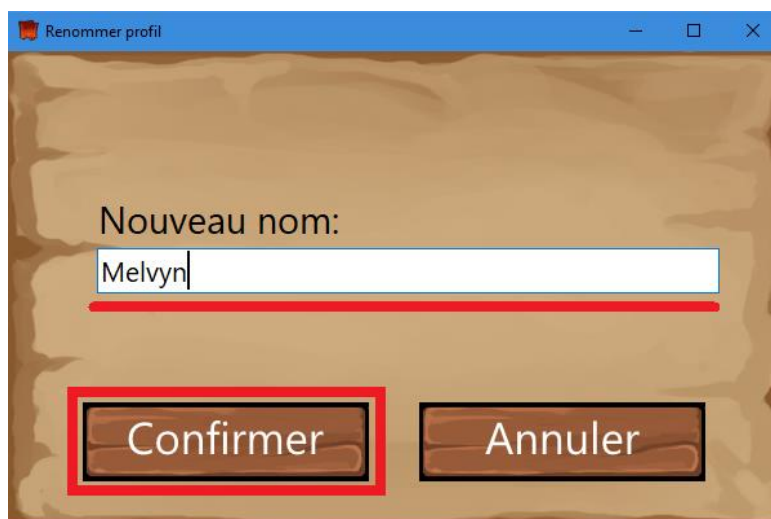 Renommer profil
Nouveau nom:
Melvyn
Confirmer
Annuler